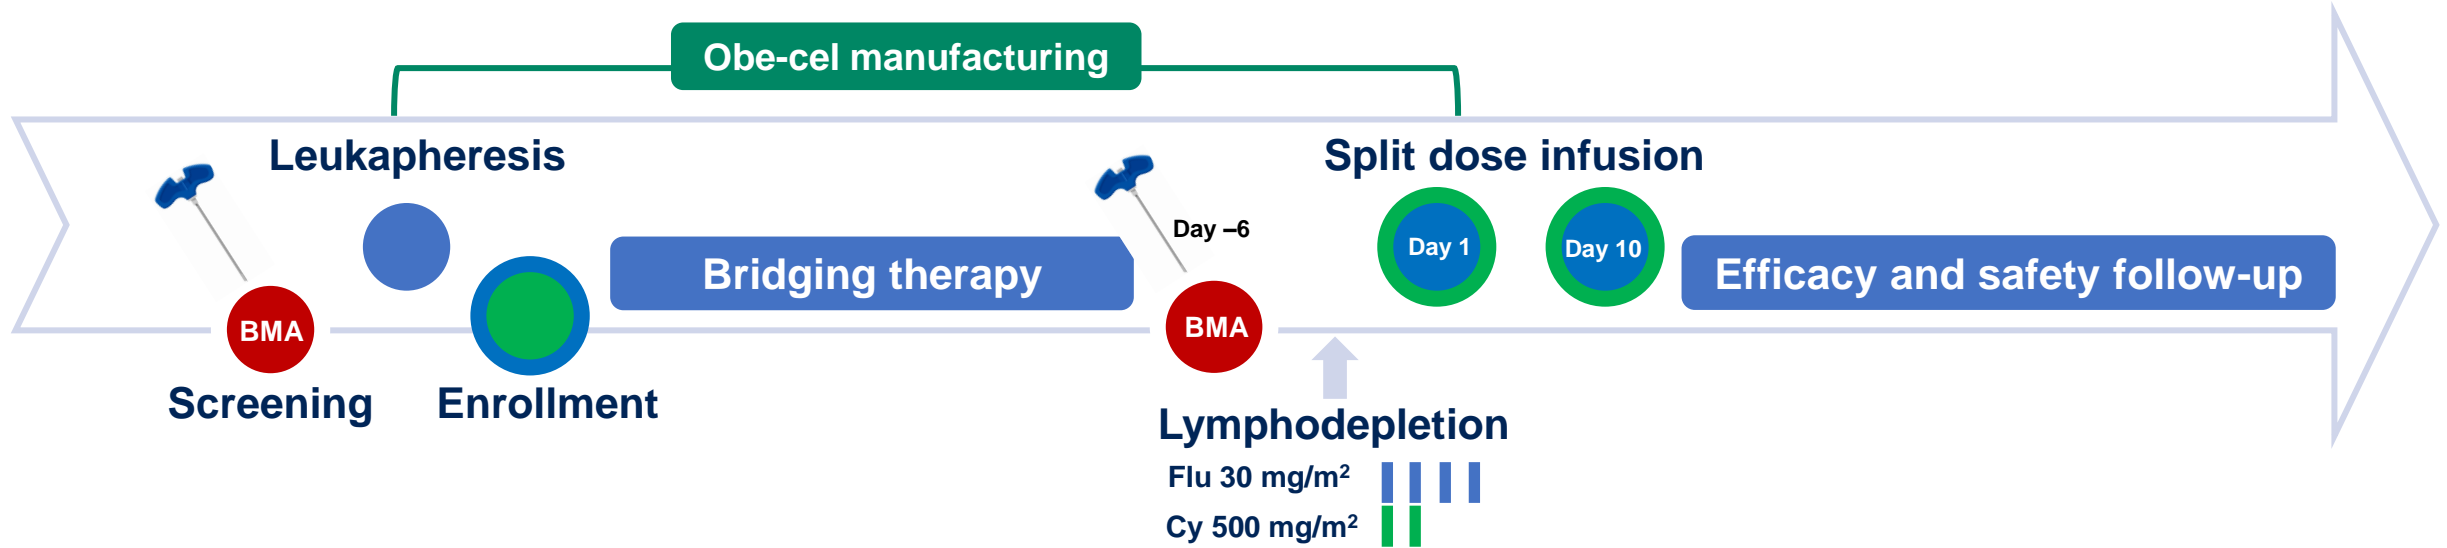 Obe-cel manufacturing
Leukapheresis
Split dose infusion
Day –6
Day 1
Day 10
Bridging therapy
Efficacy and safety follow-up
BMA
BMA
Screening
Enrollment
Lymphodepletion
Flu 30 mg/m²
Cy 500 mg/m²